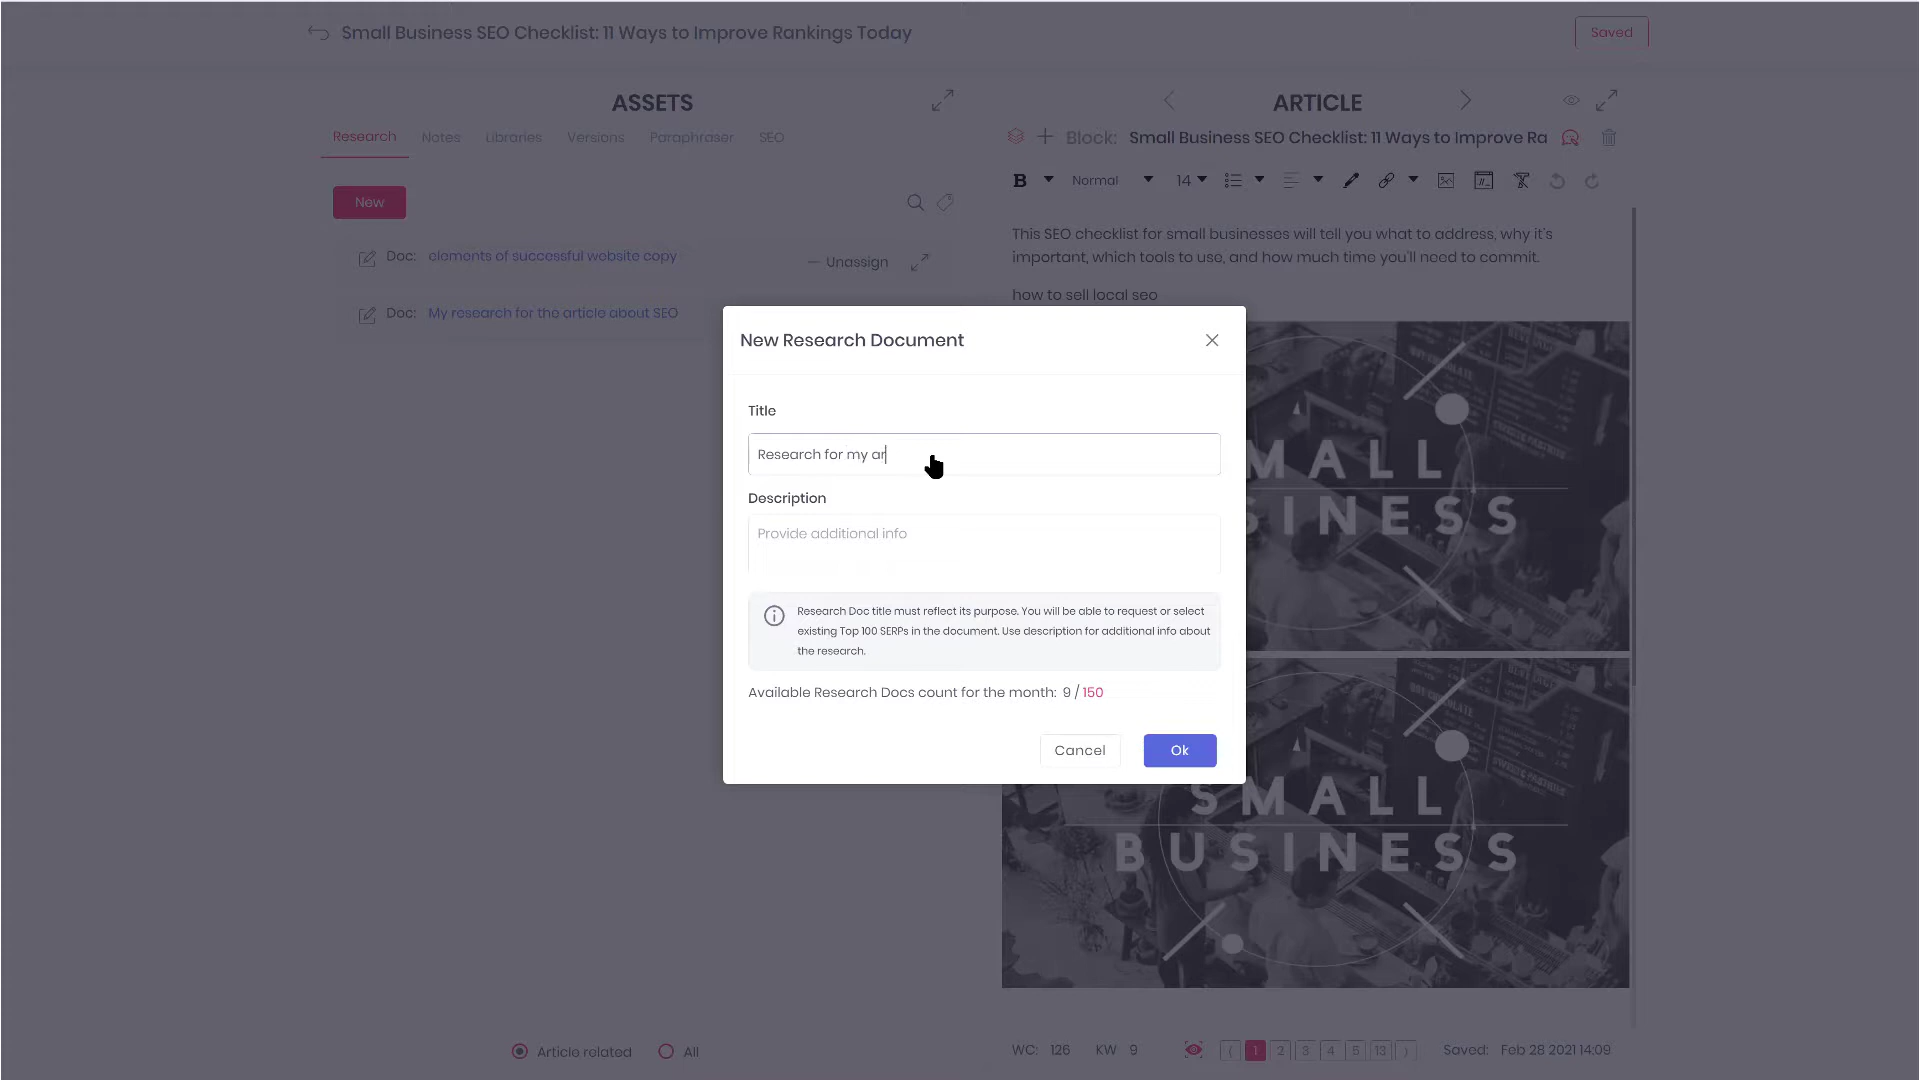 Small Business SEO Checklist: 11 Ways to Improve Rankings Today
Saved
ASSETS
Research Notes Libraries Versions Paraphraser SEO
New
Doc: elements of successful website copy
Unassign
Doc: My research for the article about SEO
ARTICLE
Block: Small Business SEO Checklist: 11 Ways to Improve Ra
B Normal 14
This SEO checklist for small businesses will tell you what to address, why it's
important, which tools to use, and how much time you'll need to commit.
how to sell local seo
MALL
SINESS
SMALL
BUSINESS
New Research Document
Title
Research for my ar
Description
Provide additional info
Research Doc title must reflect its purpose. You will be able to request or select
existing Top 100 SERPs in the document. Use description for additional info about
the research.
Available Research Docs count for the month: 9 / 150
Cancel
Ok
Article related
All
WC: 126 KW 9
1 2 3 4 5 13
Saved: Feb 28 2021 14:09